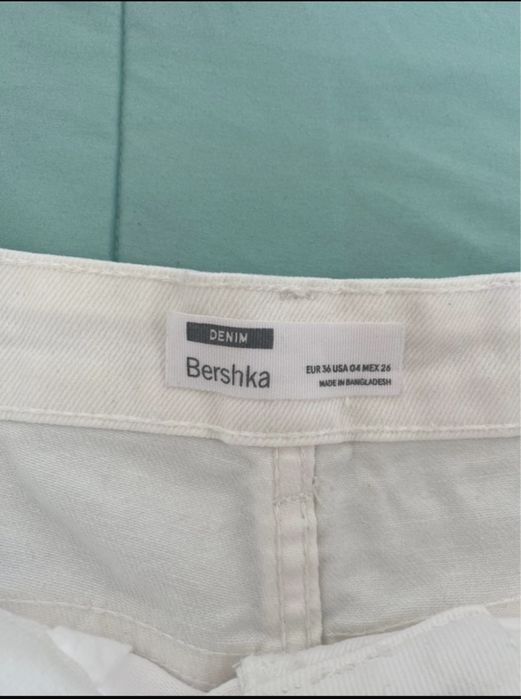 DENIM
Bershka
EUR 36 USA 04 MEX 26
MADE IN BANGLADESH